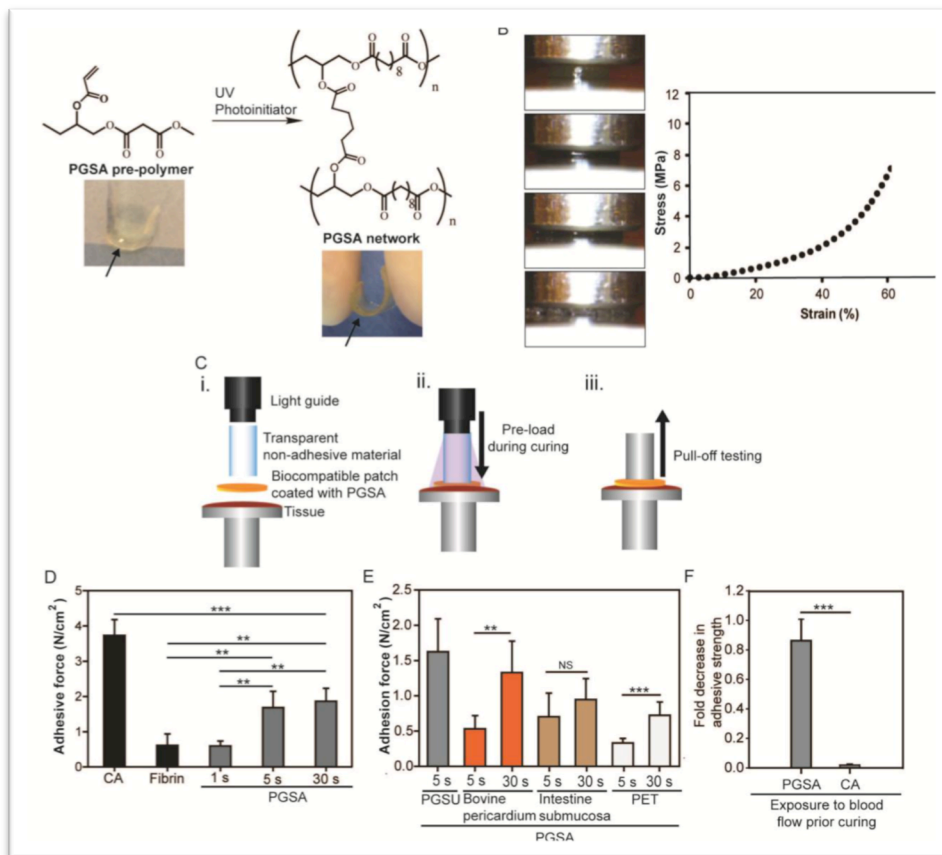 O
O
O
O
O
O
O
O
8
n
UV
Photoinitiator
PGSA pre-polymer
O
O
O
O
O
O
O
O
8
n
PGSA network
B
12
10
8
6
4
2
0
Stress (MPa)
0 20 40 60
Strain (%)
C
i.
Light guide
Transparent
non-adhesive material
Biocompatible patch
coated with PGSA
Tissue
ii.
Pre-load
during curing
iii.
Pull-off testing
D
Adhesive force (N/cm²)
5
4
3
2
1
0
***
**
**
**
**
CA Fibrin 1 s 5 s 30 s
PGSA
E
Adhesion force (N/cm²)
2.5
2.0
1.5
1.0
0.5
0.0
**
NS
***
5 s 5 s 30 s 5 s 30 s 5 s 30 s
PGSU Bovine Intestine PET
pericardium submucosa
PGSA
F
Fold decrease in
adhesive strength
1.2
1.0
0.8
0.6
0.4
0.2
0.0
***
PGSA CA
Exposure to blood
flow prior curing